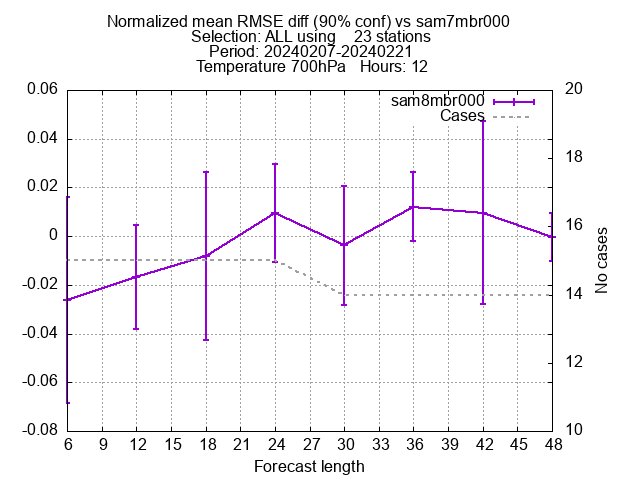 Normalized mean RMSE diff (90% conf) vs sam7mbr000
Selection: ALL using    23 stations
Period: 20240207-20240221
Temperature 700hPa   Hours: 12
0.06
0.04
0.02
0
-0.02
-0.04
-0.06
-0.08
20
18
16
14
12
10
No cases
sam8mbr000
Cases
6 9 12 15 18 21 24 27 30 33 36 39 42 45 48
Forecast length